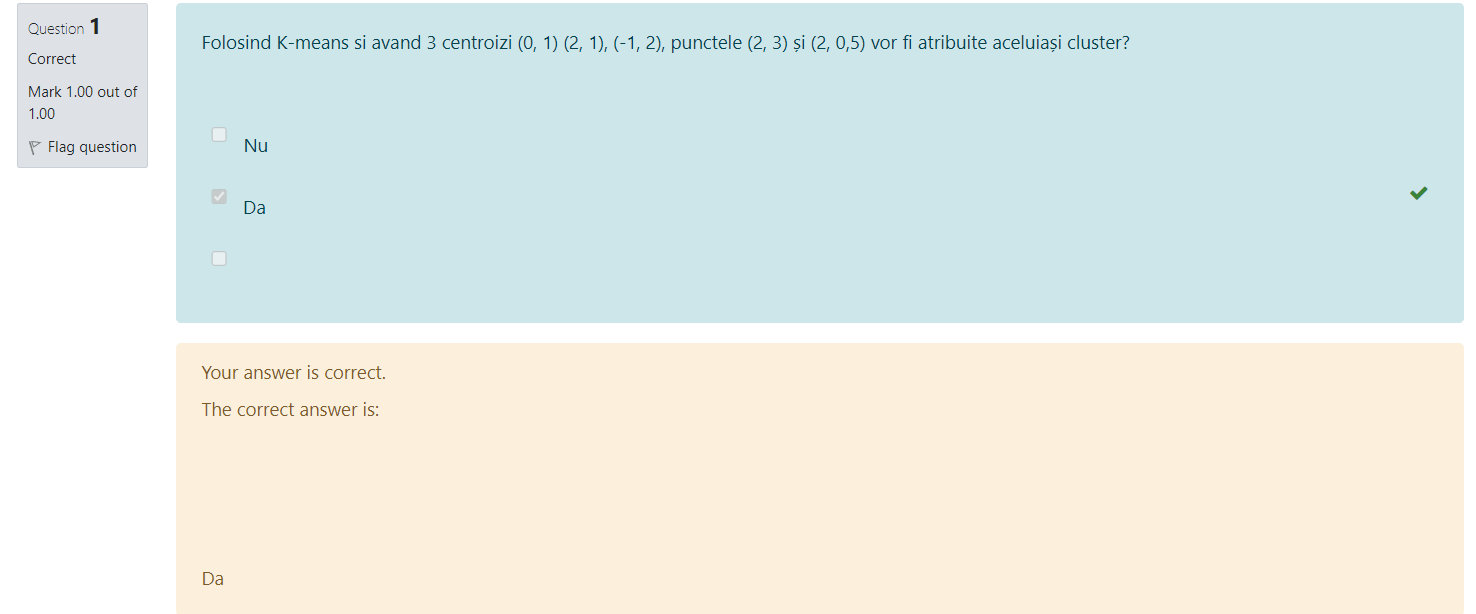 Question 1
Correct
Mark 1.00 out of
1.00
Flag question
Folosind K-means si avand 3 centroizi (0, 1) (2, 1), (-1, 2), punctele (2, 3) și (2, 0,5) vor fi atribuite aceluiași cluster?
Nu
Da
Your answer is correct.
The correct answer is:
Da